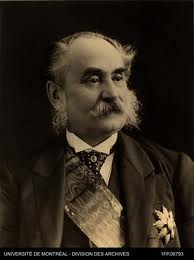 UNIVERSITÉ DE MONTRÉAL - DIVISION DES ARCHIVES 1FP,06793